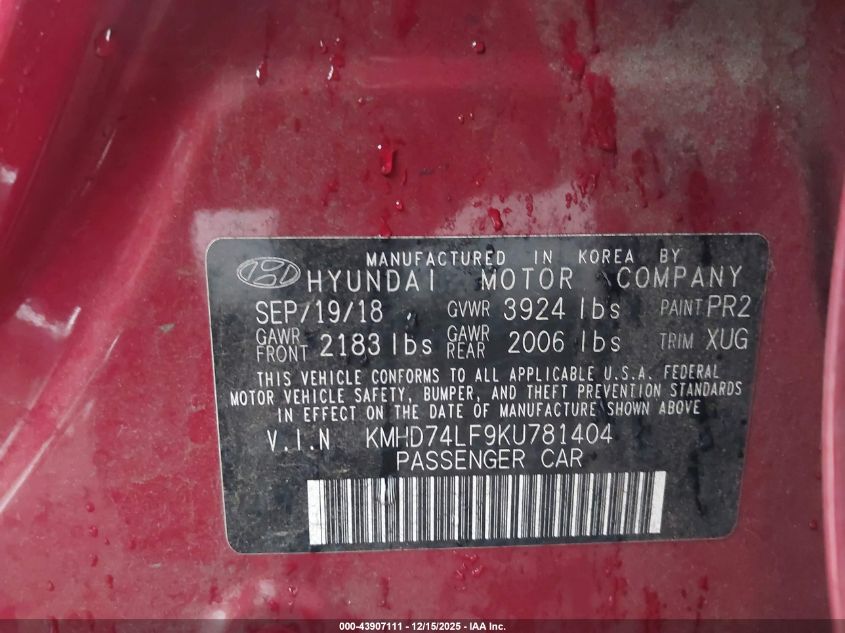 MANUFACTURED IN KOREA BY
HYUNDAI MOTOR COMPANY
SEP/19/18 GVWR 3924 lbs PAINT PR2
GAWR FRONT 2183 lbs GAWR REAR 2006 lbs TRIM XUG
THIS VEHICLE CONFORMS TO ALL APPLICABLE U.S.A. FEDERAL
MOTOR VEHICLE SAFETY, BUMPER, AND THEFT PREVENTION STANDARDS
IN EFFECT ON THE DATE OF MANUFACTURE SHOWN ABOVE
V.I.N KMHD74LF9KU781404
PASSENGER CAR
000-43907111 - 12/15/2025 - IAA Inc.